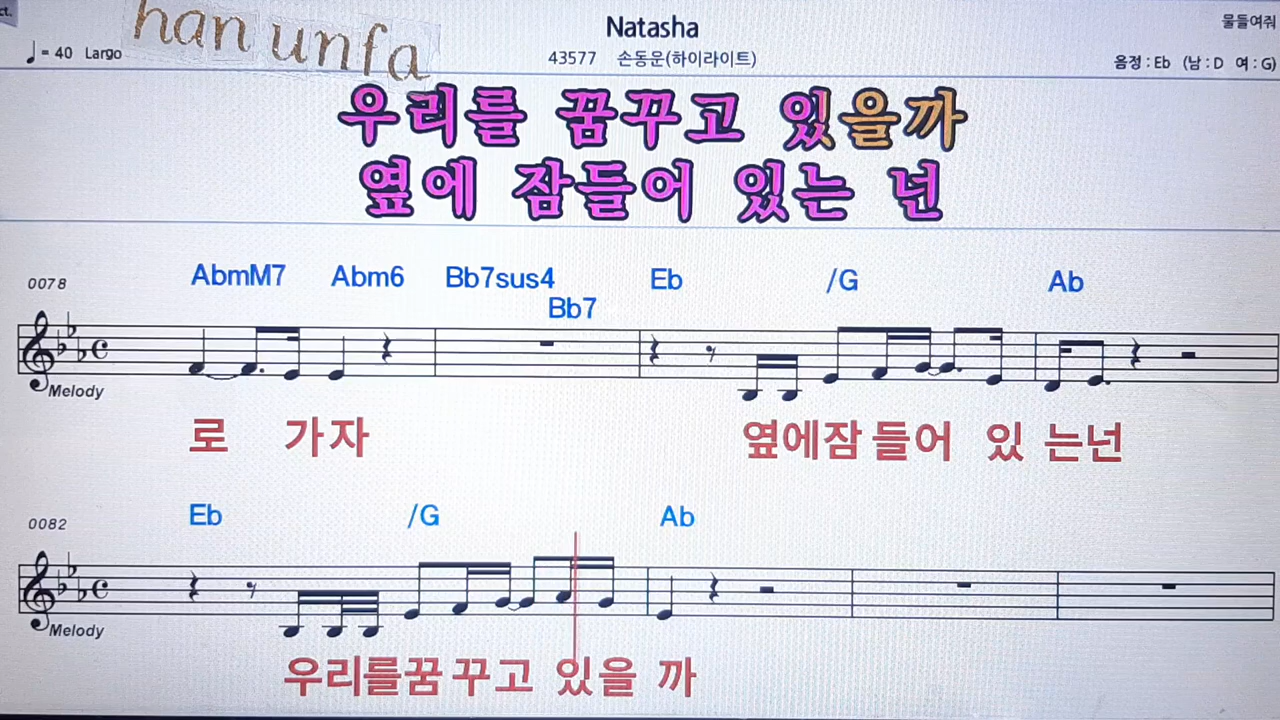 ct.
han unfa
Natasha
물들여줘
♩= 40 Largo
43577 손동운(하이라이트)
음정 : Eb (남 : D 여 : G)
우리를 꿈꾸고 있을까
옆에 잠들어 있는 넌
0078 AbmM7 Abm6 Bb7sus4 Eb /G Ab
Bb7
Melody
로 가자 옆에잠 들어 있 는넌
0082 Eb /G Ab
Melody
우리를꿈 꾸고 있을 까